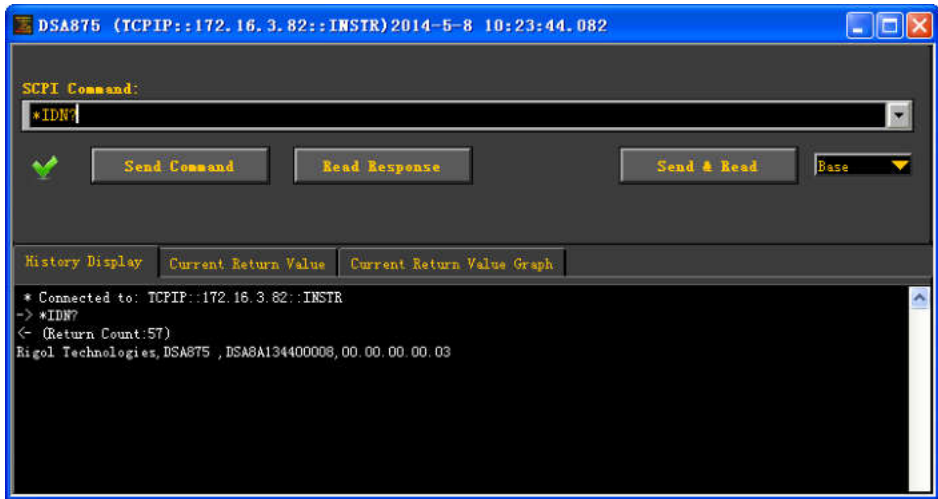 DSA875 (TCPIP::172.16.3.82::INSTR)2014-5-8 10:23:44.082
SCPI Command:
*IDN?
Send Command Read Response Send & Read Base
History Display Current Return Value Current Return Value Graph
* Connected to: TCPIP::172.16.3.82::INSTR
-> *IDN?
<- (Return Count:57)
Rigol Technologies,DSA875 ,DSA8A134400008,00.00.00.00.03